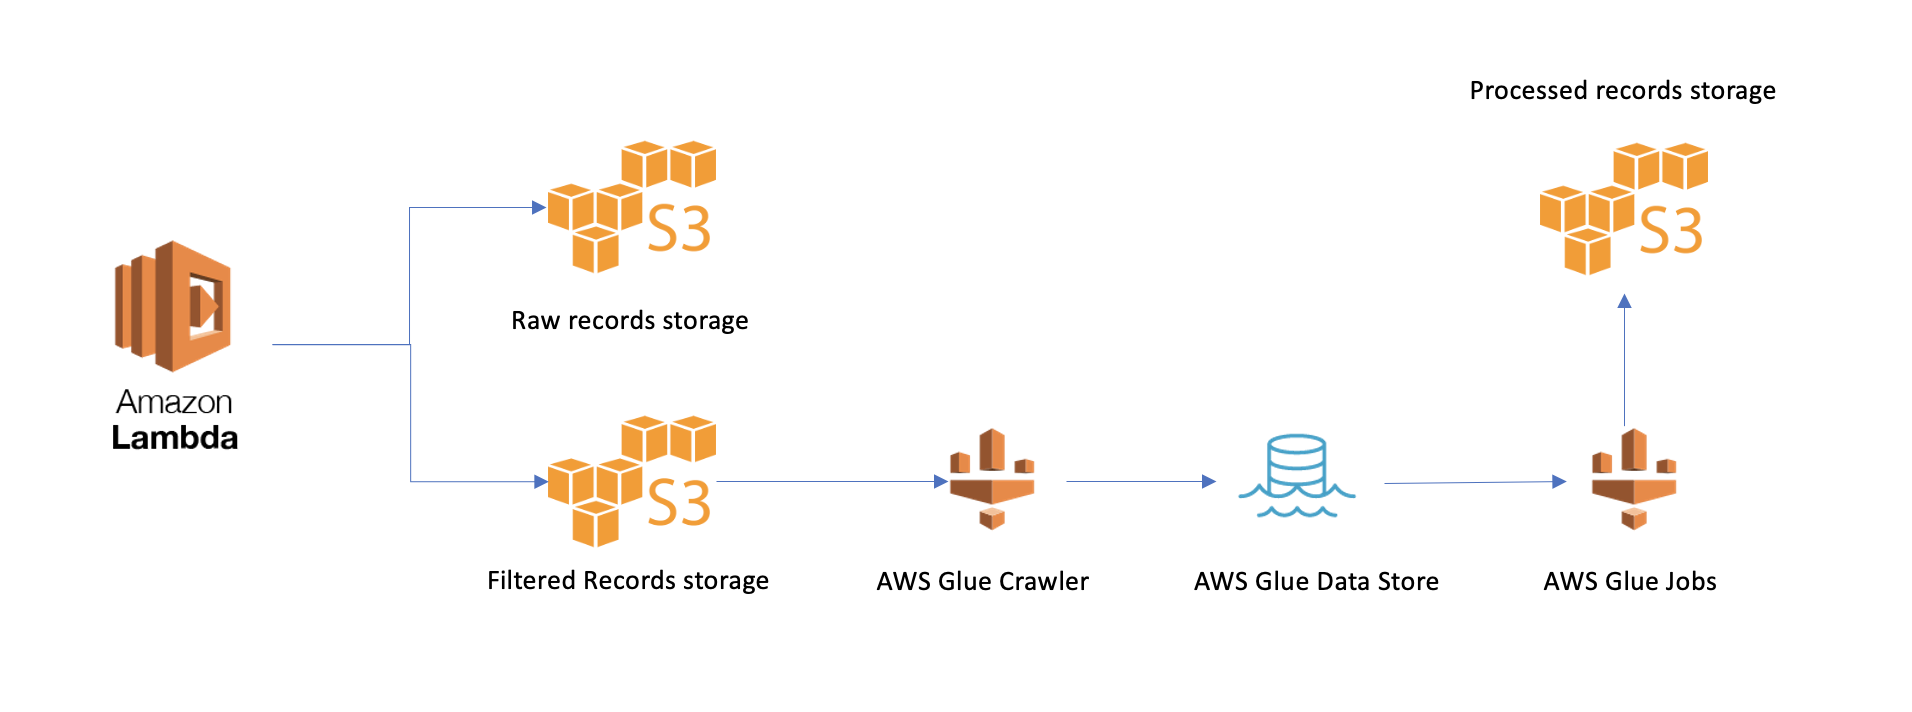 Processed records storage
S3
S3
Raw records storage
Amazon
Lambda
S3
Filtered Records storage
AWS Glue Crawler
AWS Glue Data Store
AWS Glue Jobs